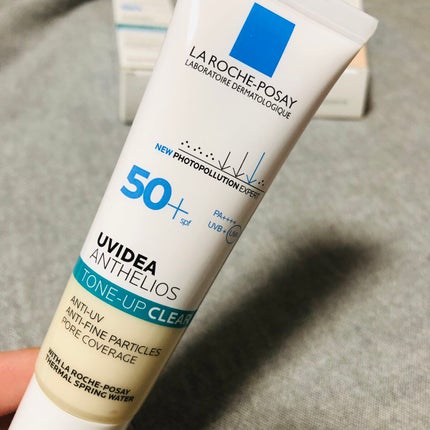 LA ROCHE-POSAY
LABORATOIRE DERMATOLOGIQUE
NEW PHOTOPOLLUTION EXPERT
50+
spf
PA++++
UVB+ UVA
UVIDEA
ANTHELIOS
TONE-UP CLEAR
ANTI-UV
ANTI-FINE PARTICLES
PORE COVERAGE
WITH LA ROCHE-POSAY
THERMAL SPRING WATER